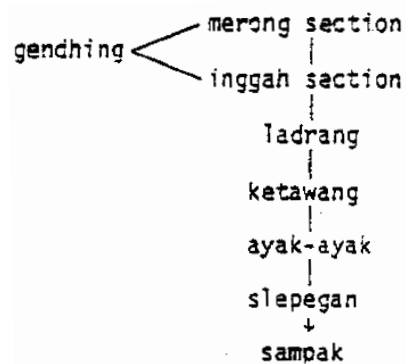 merong section
gendhing
inggah section
ladrang
ketawang
ayak-ayak
slepegan
sampak